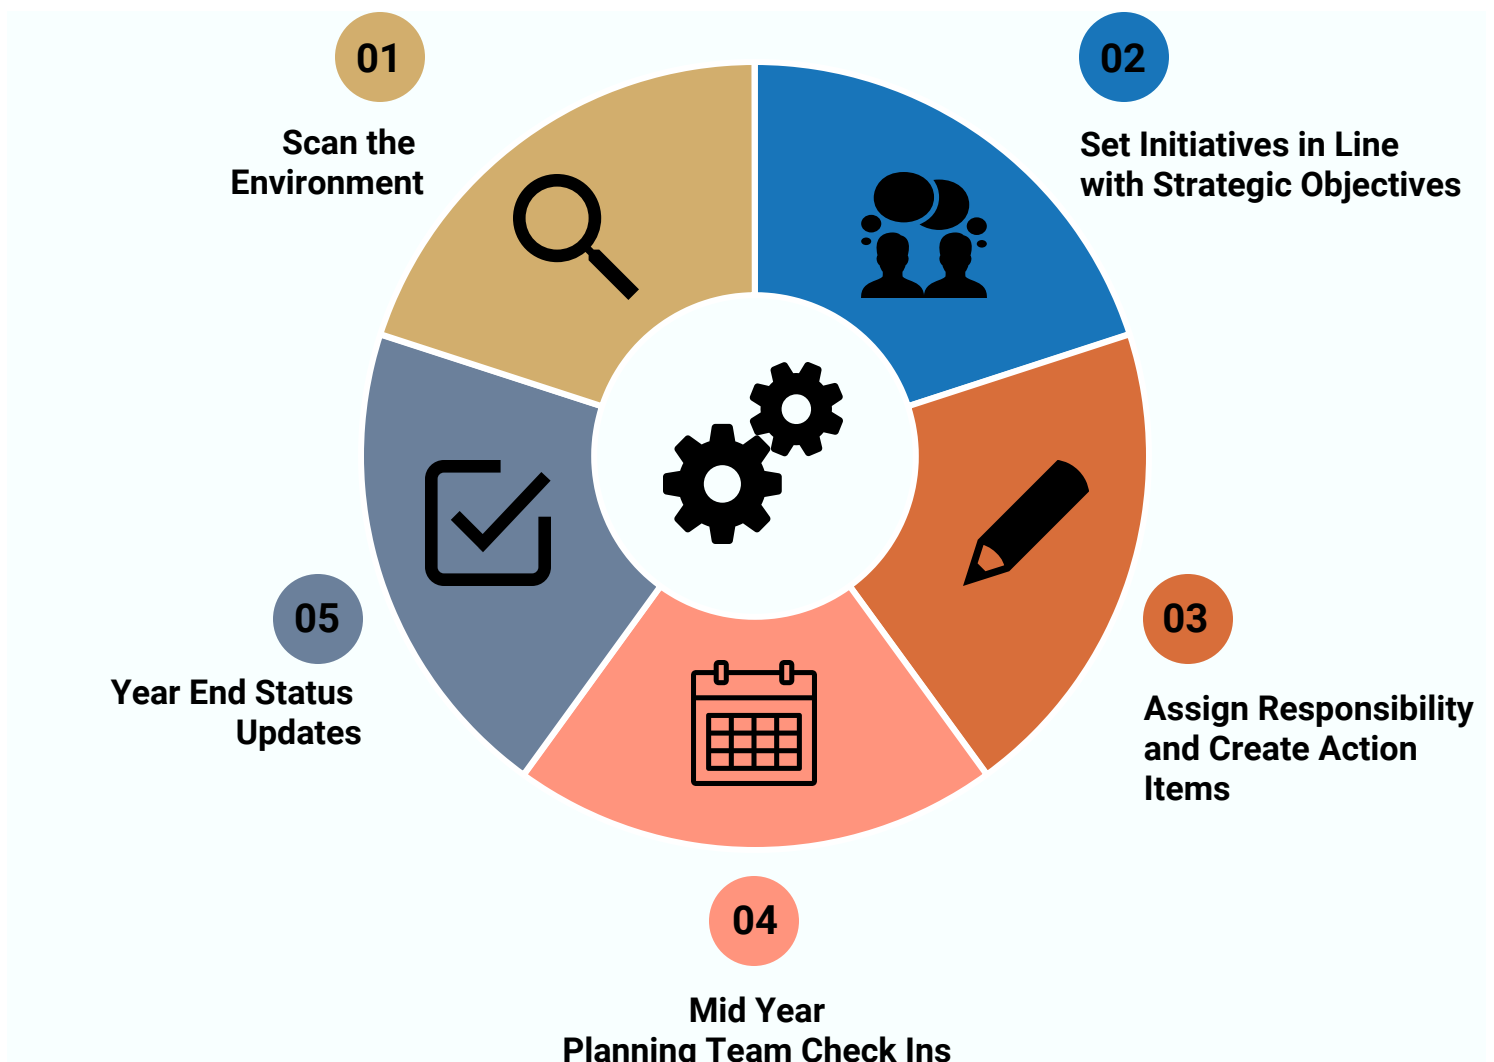 01
Scan the
Environment
02
Set Initiatives in Line
with Strategic Objectives
03
Assign Responsibility
and Create Action
Items
04
Mid Year
Planning Team Check Ins
05
Year End Status
Updates